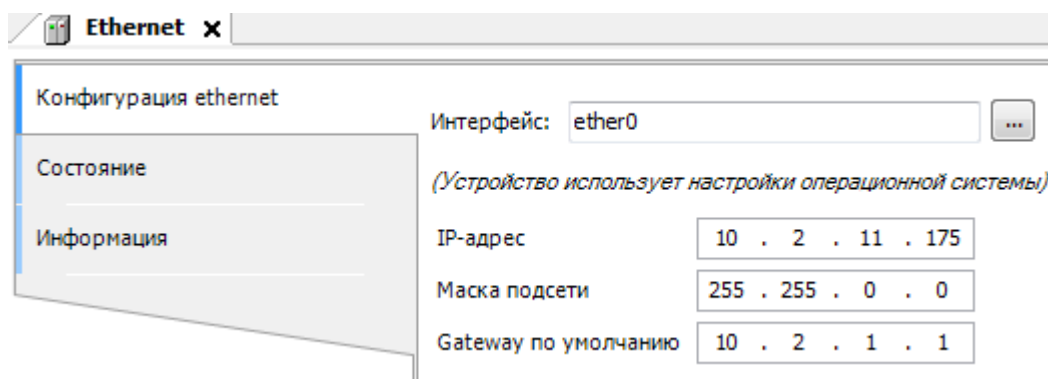 Ethernet
Конфигурация ethernet
Состояние
Информация
Интерфейс: ether0 ...
(Устройство использует настройки операционной системы)
IP-адрес 10 . 2 . 11 . 175
Маска подсети 255 . 255 . 0 . 0
Gateway по умолчанию 10 . 2 . 1 . 1